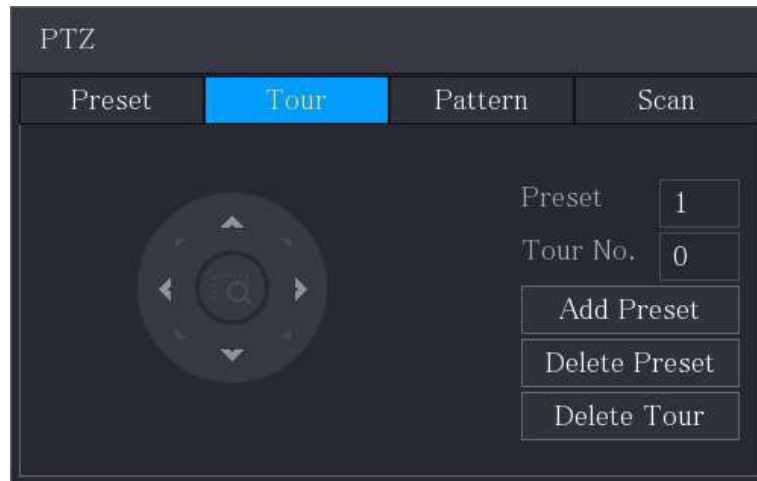 PTZ
Preset Tour Pattern Scan
Preset 1
Tour No. 0
Add Preset
Delete Preset
Delete Tour